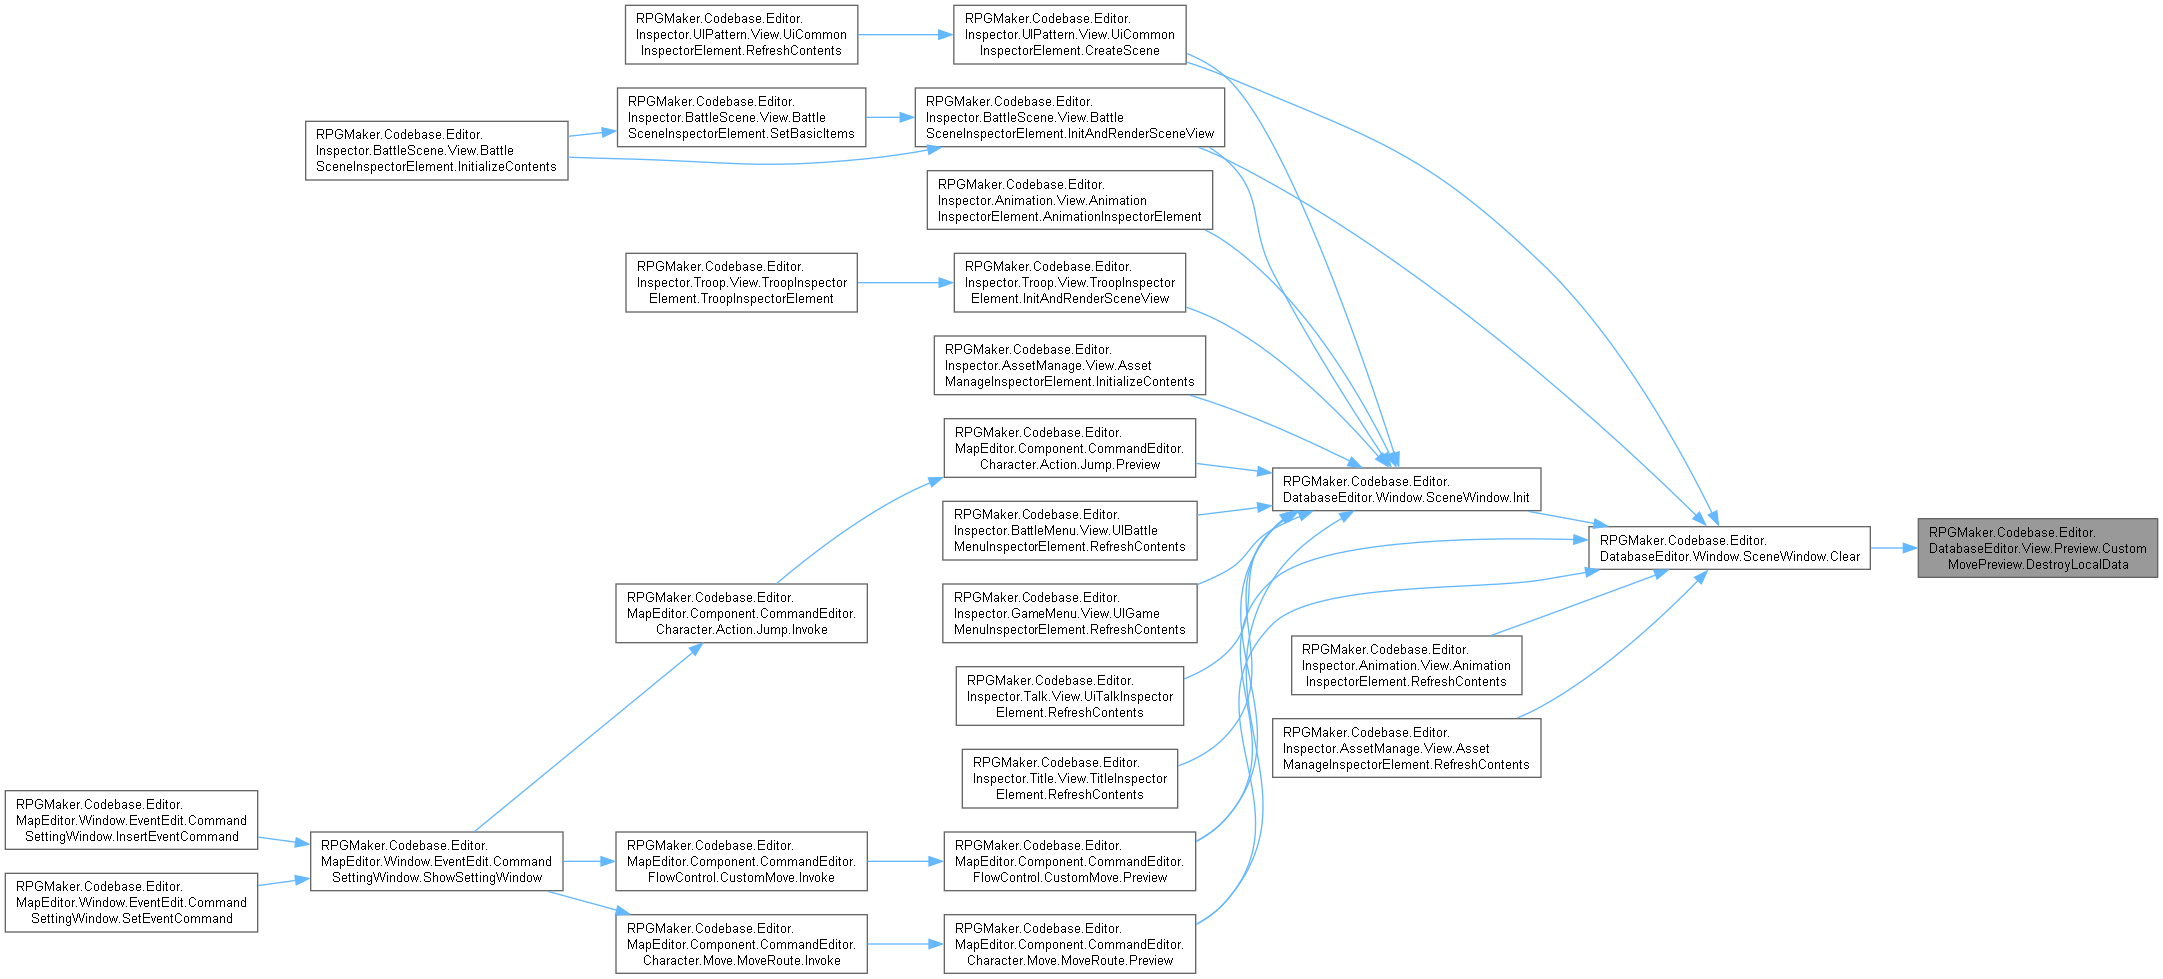 RPGMaker.Codebase.Editor.
Inspector.UIPattern.View.UiCommon
InspectorElement.RefreshContents
RPGMaker.Codebase.Editor.
Inspector.UIPattern.View.UiCommon
InspectorElement.CreateScene
RPGMaker.Codebase.Editor.
Inspector.BattleScene.View.Battle
SceneInspectorElement.InitializeContents
RPGMaker.Codebase.Editor.
Inspector.BattleScene.View.Battle
SceneInspectorElement.SetBasicItems
RPGMaker.Codebase.Editor.
Inspector.BattleScene.View.Battle
SceneInspectorElement.InitAndRenderSceneView
RPGMaker.Codebase.Editor.
Inspector.Animation.View.Animation
InspectorElement.AnimationInspectorElement
RPGMaker.Codebase.Editor.
Inspector.Troop.View.TroopInspector
Element.TroopInspectorElement
RPGMaker.Codebase.Editor.
Inspector.Troop.View.TroopInspector
Element.InitAndRenderSceneView
RPGMaker.Codebase.Editor.
Inspector.AssetManage.View.Asset
ManageInspectorElement.InitializeContents
RPGMaker.Codebase.Editor.
MapEditor.Component.CommandEditor.
Character.Action.Jump.Preview
RPGMaker.Codebase.Editor.
DatabaseEditor.Window.SceneWindow.Init
RPGMaker.Codebase.Editor.
Inspector.BattleMenu.View.UIBattle
MenuInspectorElement.RefreshContents
RPGMaker.Codebase.Editor.
DatabaseEditor.Window.SceneWindow.Clear
RPGMaker.Codebase.Editor.
DatabaseEditor.View.Preview.Custom
MovePreview.DestroyLocalData
RPGMaker.Codebase.Editor.
MapEditor.Component.CommandEditor.
Character.Action.Jump.Invoke
RPGMaker.Codebase.Editor.
Inspector.GameMenu.View.UIGame
MenuInspectorElement.RefreshContents
RPGMaker.Codebase.Editor.
Inspector.Animation.View.Animation
InspectorElement.RefreshContents
RPGMaker.Codebase.Editor.
Inspector.Talk.View.UiTalkInspector
Element.RefreshContents
RPGMaker.Codebase.Editor.
Inspector.AssetManage.View.Asset
ManageInspectorElement.RefreshContents
RPGMaker.Codebase.Editor.
Inspector.Title.View.TitleInspector
Element.RefreshContents
RPGMaker.Codebase.Editor.
MapEditor.Window.EventEdit.Command
SettingWindow.InsertEventCommand
RPGMaker.Codebase.Editor.
MapEditor.Window.EventEdit.Command
SettingWindow.ShowSettingWindow
RPGMaker.Codebase.Editor.
MapEditor.Component.CommandEditor.
FlowControl.CustomMove.Invoke
RPGMaker.Codebase.Editor.
MapEditor.Component.CommandEditor.
FlowControl.CustomMove.Preview
RPGMaker.Codebase.Editor.
MapEditor.Window.EventEdit.Command
SettingWindow.SetEventCommand
RPGMaker.Codebase.Editor.
MapEditor.Component.CommandEditor.
Character.Move.MoveRoute.Invoke
RPGMaker.Codebase.Editor.
MapEditor.Component.CommandEditor.
Character.Move.MoveRoute.Preview